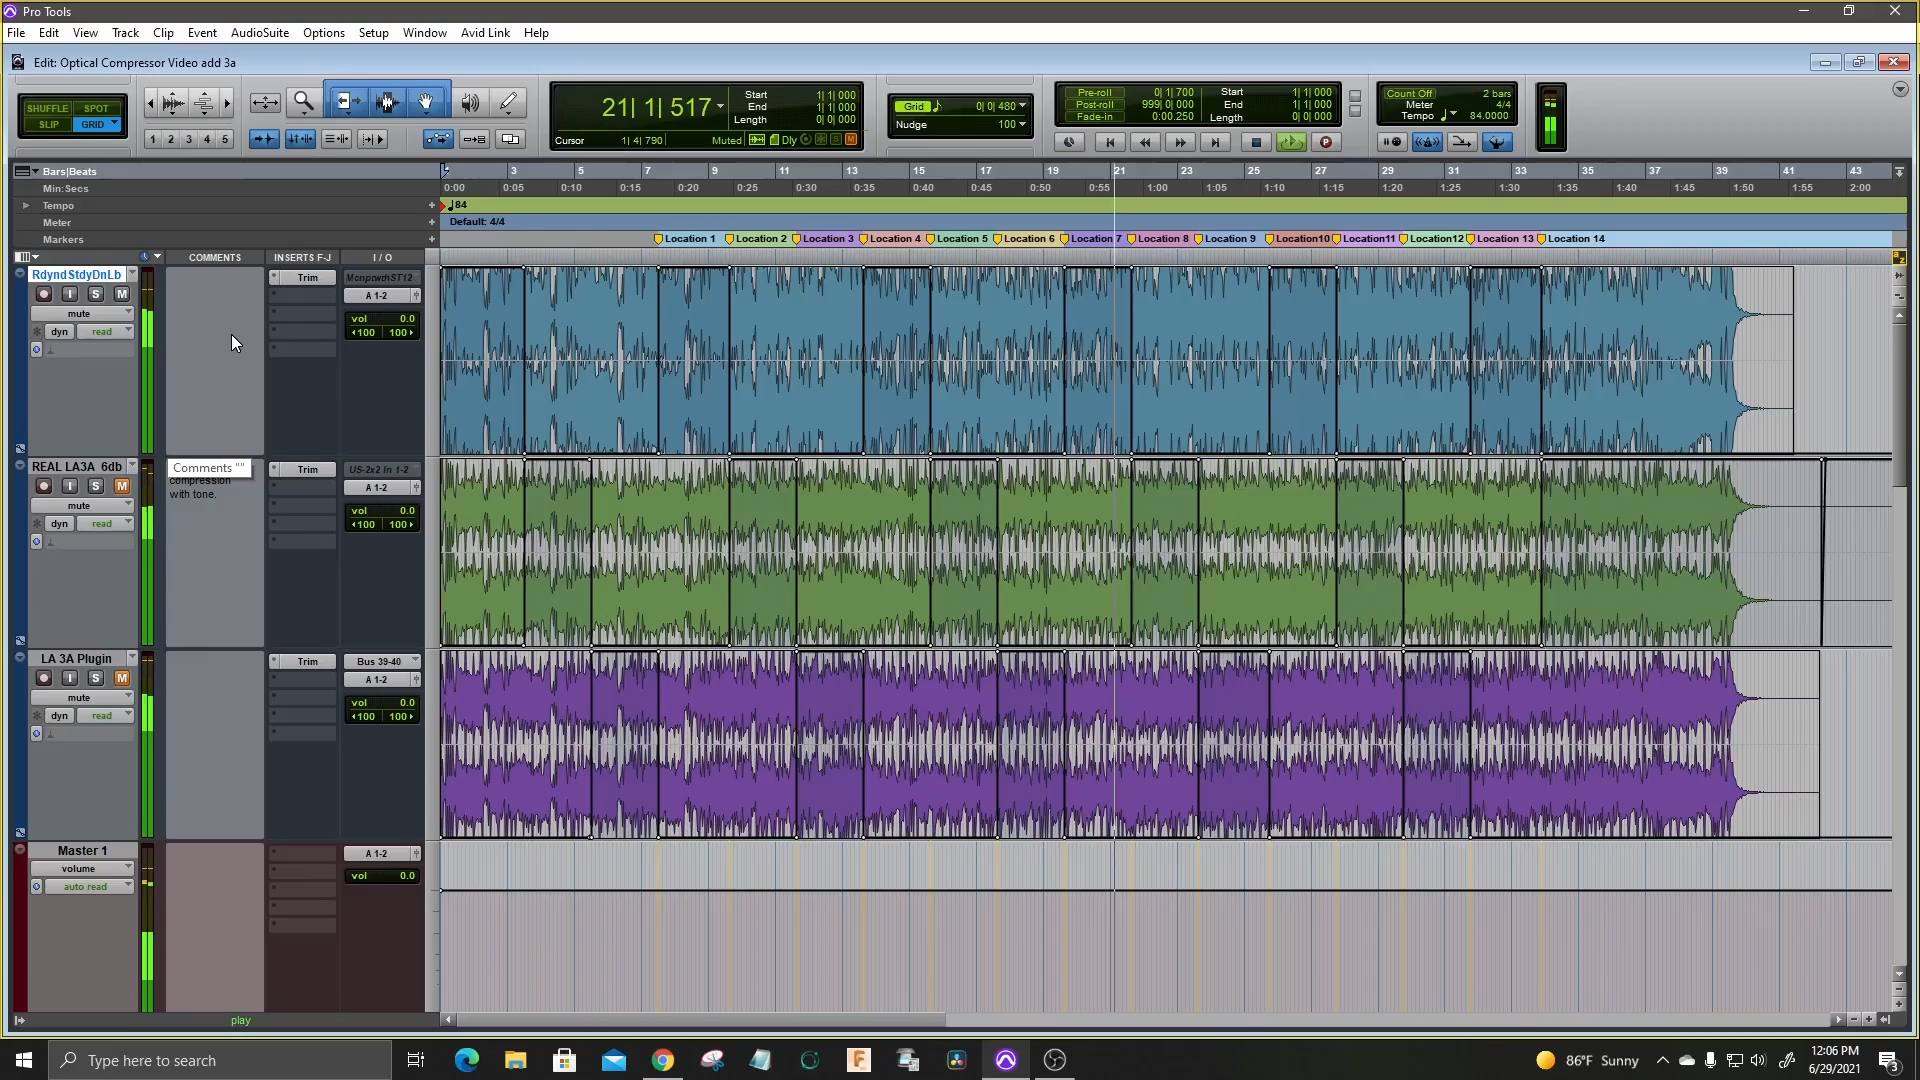 Pro Tools
File Edit View Track Clip Event AudioSuite Options Setup Window Avid Link Help
Edit: Optical Compressor Video add 3a
SHUFFLE SPOT
SLIP GRID
1 2 3 4 5
21| 1| 517
Start 1| 1| 000
End 1| 1| 000
Length 0| 0| 000
Cursor 1| 4| 790 Muted Dly S M
Grid 0| 0| 480
Nudge 100
Pre-roll 0| 1| 700
Post-roll 999| 0| 000
Fade-in 0:00.250
Start 1| 1| 000
End 1| 1| 000
Length 0| 0| 000
Count Off 2 bars
Meter 4/4
Tempo 84.0000
Bars|Beats 3 5 7 9 11 13 15 17 19 21 23 25 27 29 31 33 35 37 39 41 43
Min:Secs 0:00 0:05 0:10 0:15 0:20 0:25 0:30 0:35 0:40 0:45 0:50 0:55 1:00 1:05 1:10 1:15 1:20 1:25 1:30 1:35 1:40 1:45 1:50 1:55 2:00
Tempo + 84
Meter + Default: 4/4
Markers + Location 1 Location 2 Location 3 Location 4 Location 5 Location 6 Location 7 Location 8 Location 9 Location10 Location11 Location12 Location 13 Location 14
COMMENTS INSERTS F-J I / O
RdyndStdyDnLb Trim MonpwthST12
I S M A 1-2
mute vol 0.0
dyn read 100 100
REAL LA3A 6db Comments "" Trim US-2x2 In 1-2
I S M compression A 1-2
with tone.
mute vol 0.0
dyn read 100 100
LA 3A Plugin Trim Bus 39-40
I S M A 1-2
mute vol 0.0
dyn read 100 100
Master 1 A 1-2
volume vol 0.0
auto read
play
Type here to search
86°F Sunny
12:06 PM
6/29/2021
3